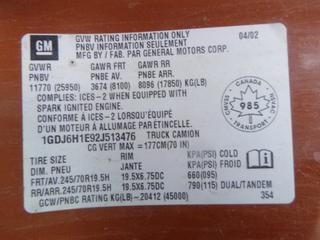 GM
GVW RATING INFORMATION ONLY 04/02
PNBV INFORMATION SEULEMENT
MFG BY / FAB. PAR GENERAL MOTORS CORP.
GVWR GAWR FRT GAWR RR
PNBV PNBE AV. PNBE ARR.
11770 (25950) 3674 (8100) 8096 (17850) KG(LB)
COMPLIES: ICES-2 WHEN EQUIPPED WITH
SPARK IGNITED ENGINE.
CONFORME A: ICES-2 LORSQU'EQUIPÉE
D'UN MOTEUR A ALLUMAGE PARÉTINCELLE.
CANADA
TRANSPORT
985
1GDJ6H1E92J513476 TRUCK CAMION
CG VERT MAX =177CM(70 IN)
TIRE SIZE RIM KPA(PSI) COLD
DIM. PNEU JANTE KPA(PSI) FROID
FRT/AV.245/70R19.5H 19.5X6.75DC 660(095)
RR/ARR.245/70R19.5H 19.5X6.75DC 790(115) DUAL/TANDEM
GCW/PNBC RATING KG(LB)-20412 (45000) 354